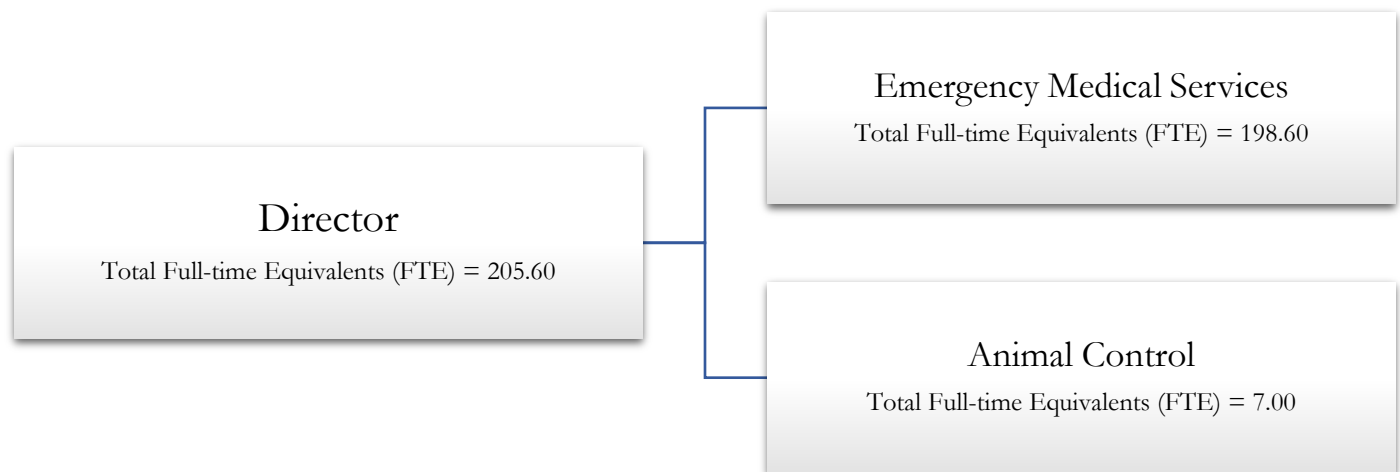 Director
Total Full-time Equivalents (FTE) = 205.60
Emergency Medical Services
Total Full-time Equivalents (FTE) = 198.60
Animal Control
Total Full-time Equivalents (FTE) = 7.00